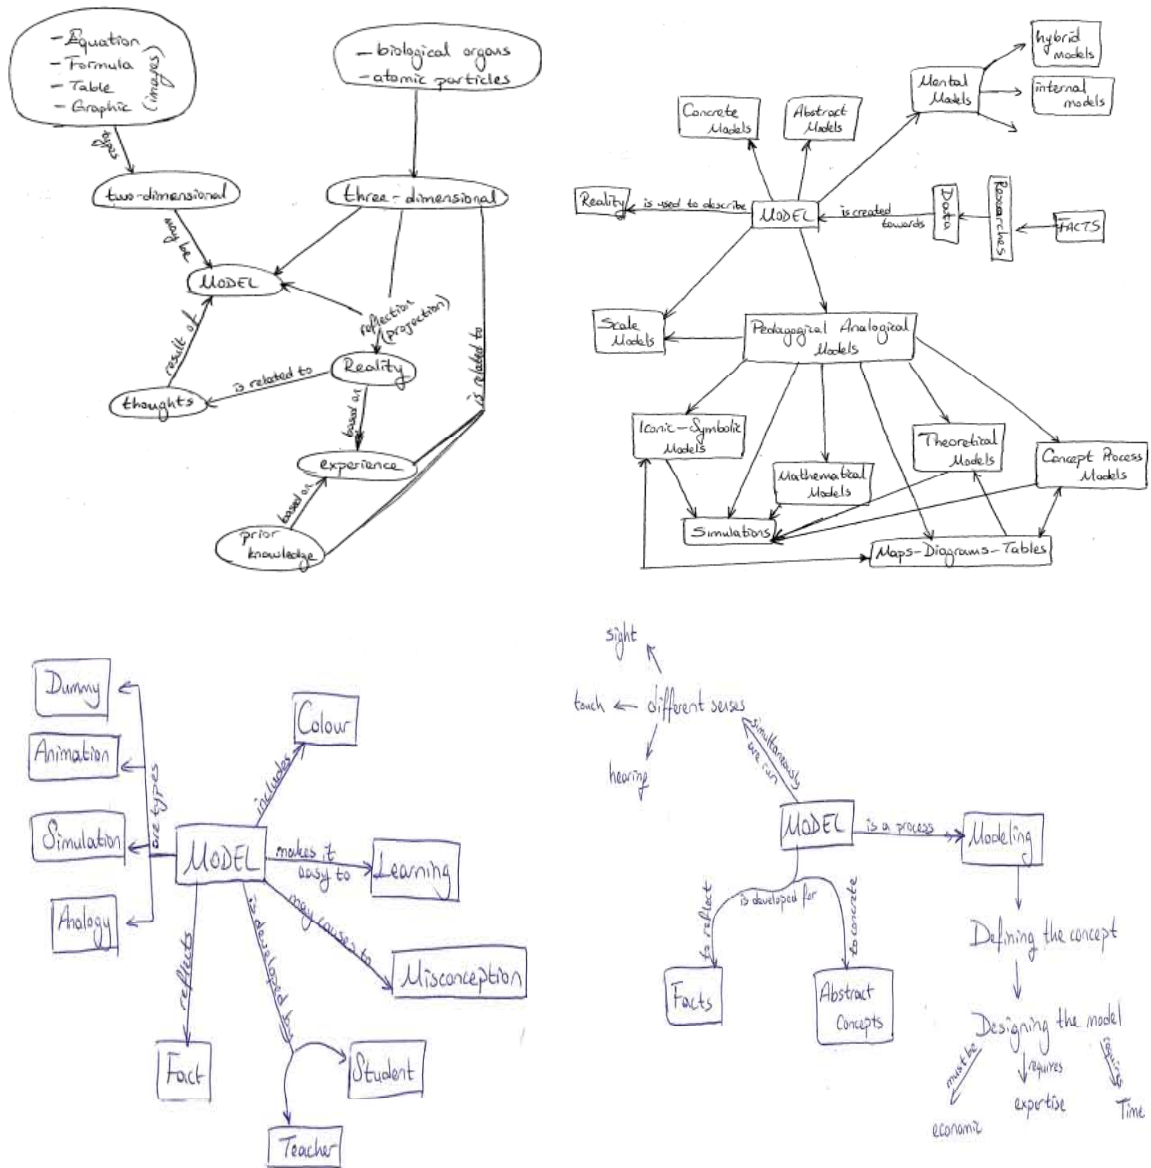 - Equation
- Formula
- Table
- Graphic
(images)
types
two-dimensional
may be
MODEL
result of
thoughts
is related to
- biological organs
- atomic particles
three-dimensional
reflection
(projection)
Reality
based on
experience
based on
prior
knowledge
is related to
hybrid
models
Mental
Models
internal
models
Concrete
Models
Abstract
Models
Reality
is used to describe
MODEL
is created
towards
Data
Researches
FACTS
Scale
Models
Pedagogical Analogical
Models
Iconic-Symbolic
Models
Theoretical
Models
Concept Process
Models
Mathematical
Models
Simulations
Maps-Diagrams-Tables
Dummy
Animation
Simulation
Analogy
are types
MODEL
includes
Colour
makes it
easy to
Learning
may causes to
Misconception
reflects
Fact
is developed by
Student
Teacher
sight
touch
different senses
hearing
simultaneously
are run
MODEL
is a process
Modeling
is developed for
to reflect
to concrete
Facts
Abstract
Concepts
Defining the concept
Designing the model
must be
requires
requires
economic
expertise
Time